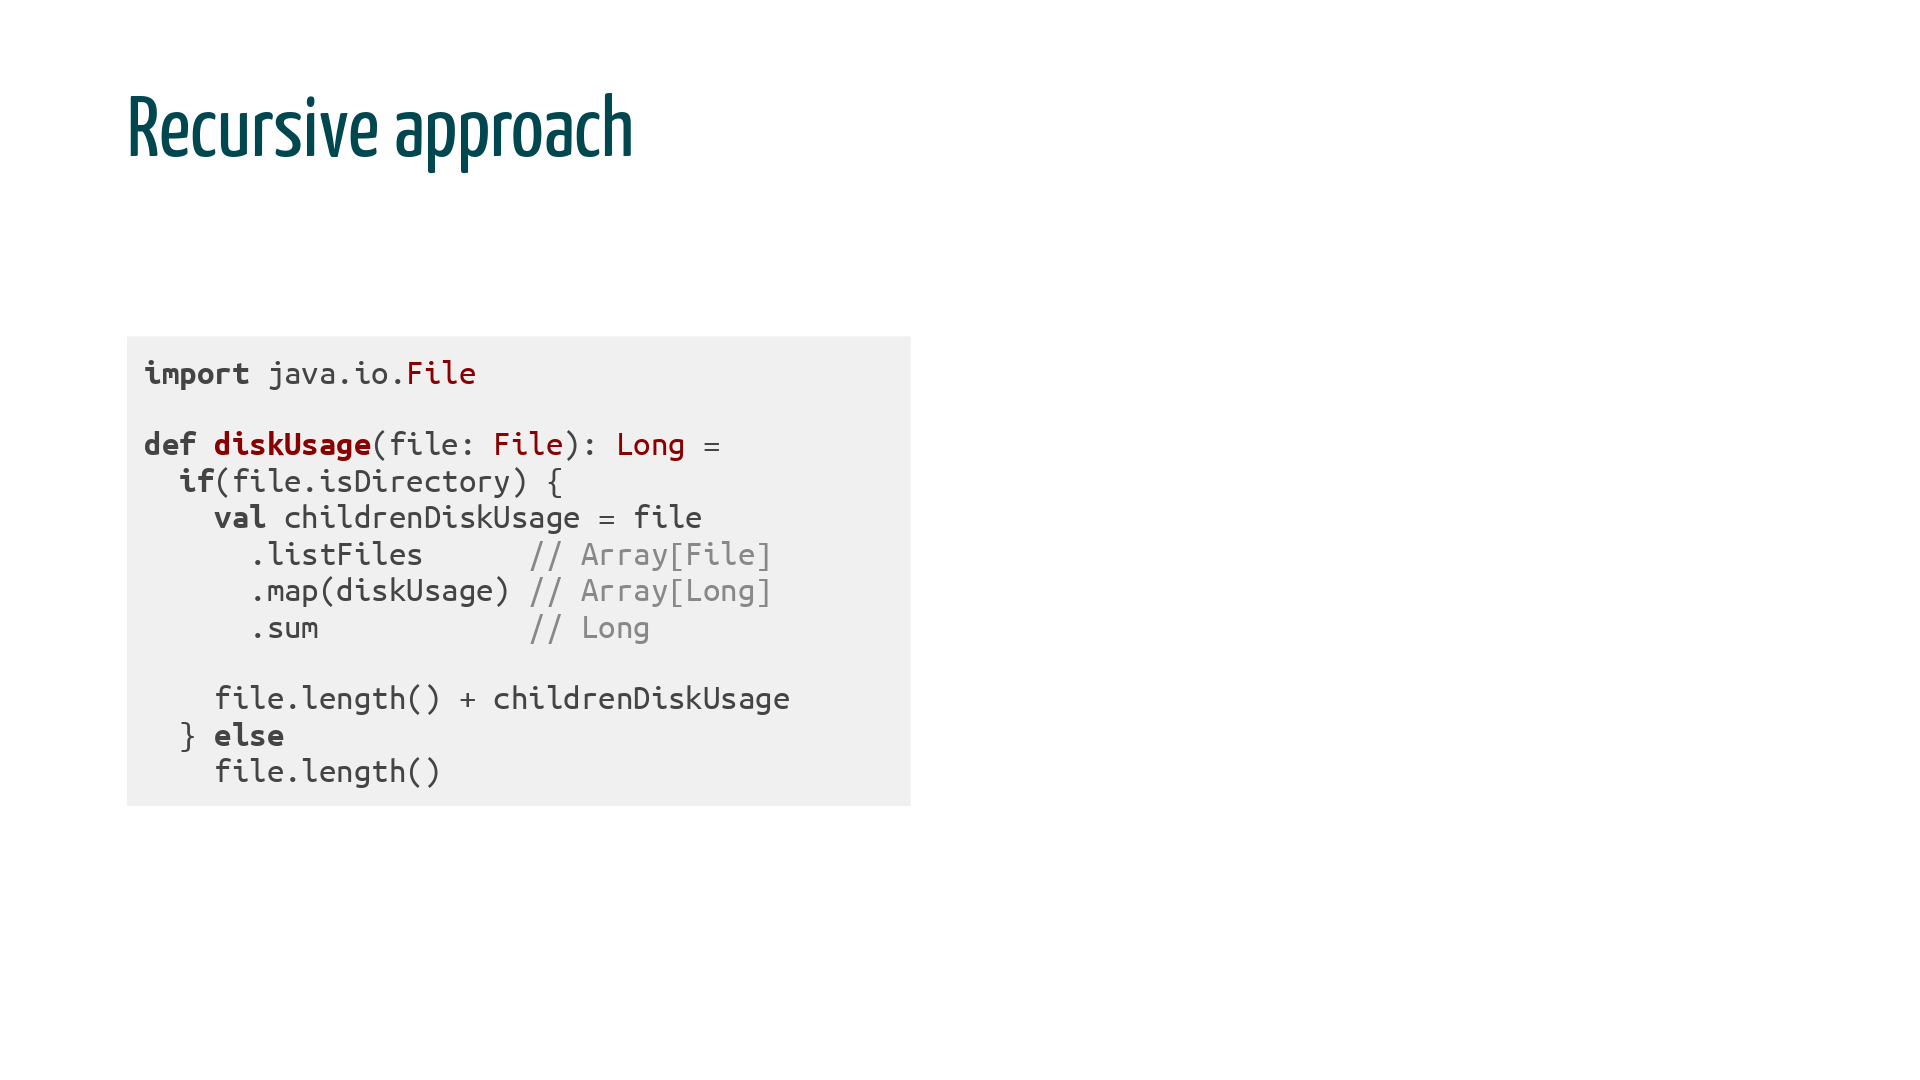 Recursive approach
import java.io.File
def diskUsage(file: File): Long =
  if(file.isDirectory) {
    val childrenDiskUsage = file
      .listFiles      // Array[File]
      .map(diskUsage) // Array[Long]
      .sum            // Long
    file.length() + childrenDiskUsage
  } else
    file.length()